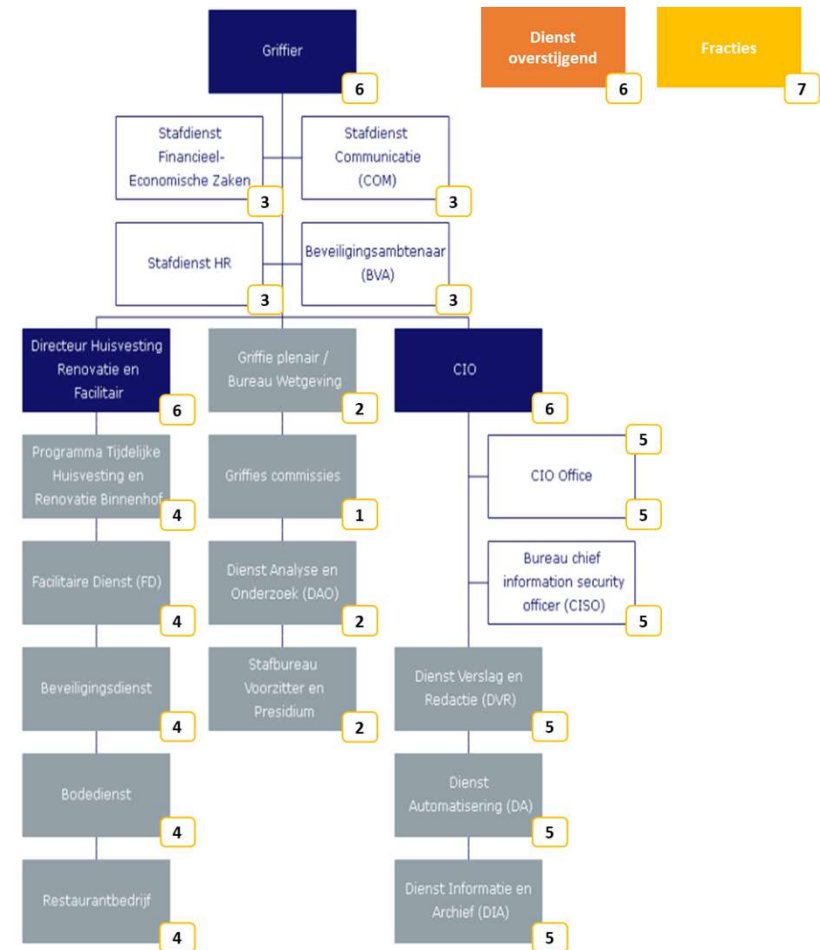 Griffier
6
Dienst
overstijgend
6
Fracties
7
Stafdienst
Financieel-
Economische Zaken
3
Stafdienst
Communicatie
(COM)
3
Stafdienst HR
3
Beveiligingsambtenaar
(BVA)
3
Directeur Huisvesting
Renovatie en
Facilitair
6
Griffie plenair /
Bureau Wetgeving
2
CIO
6
Programma Tijdelijke
Huisvesting en
Renovatie Binnenhof
4
Griffies commissies
1
5
CIO Office
5
Facilitaire Dienst (FD)
4
Dienst Analyse en
Onderzoek (DAO)
2
Bureau chief
information security
officer (CISO)
5
Beveiligingsdienst
4
Stafbureau
Voorzitter en
Presidium
2
Dienst Verslag en
Redactie (DVR)
5
Bodedienst
4
Dienst
Automatisering (DA)
5
Restaurantbedrijf
4
Dienst Informatie en
Archief (DIA)
5